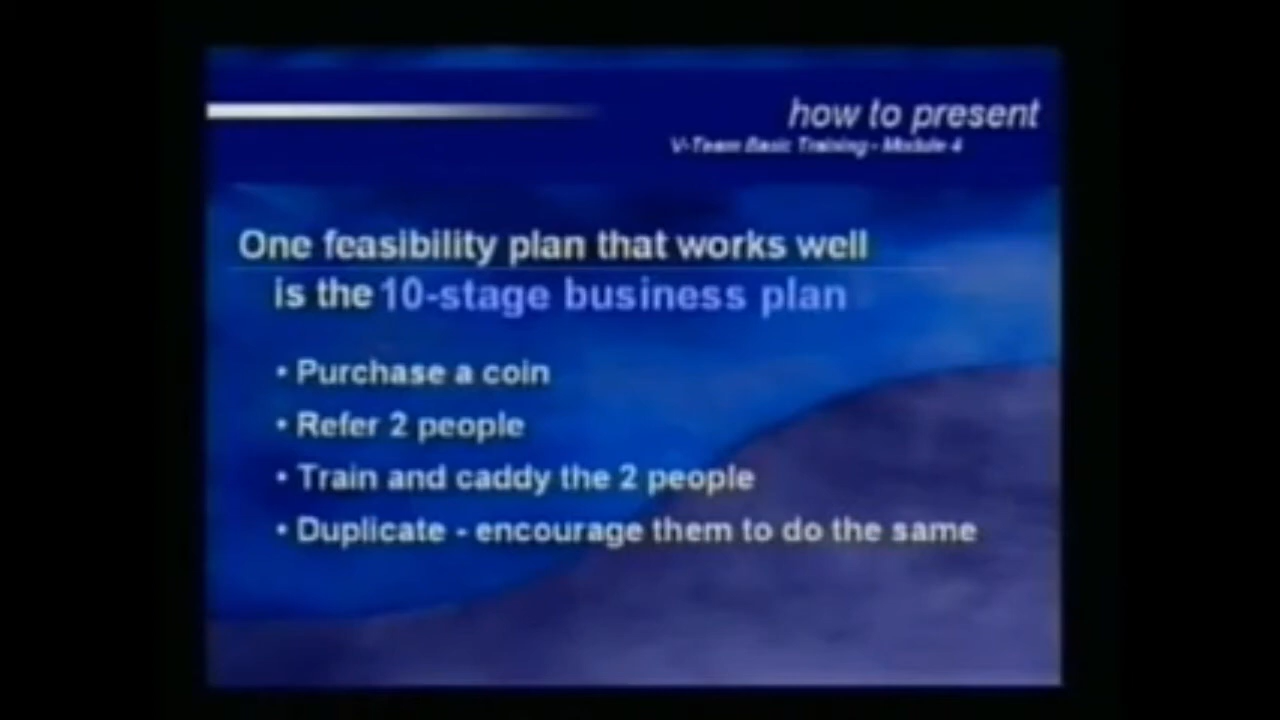 how to present
V-Team Basic Training - Module 4
One feasibility plan that works well
is the 10-stage business plan
• Purchase a coin
• Refer 2 people
• Train and caddy the 2 people
• Duplicate - encourage them to do the same